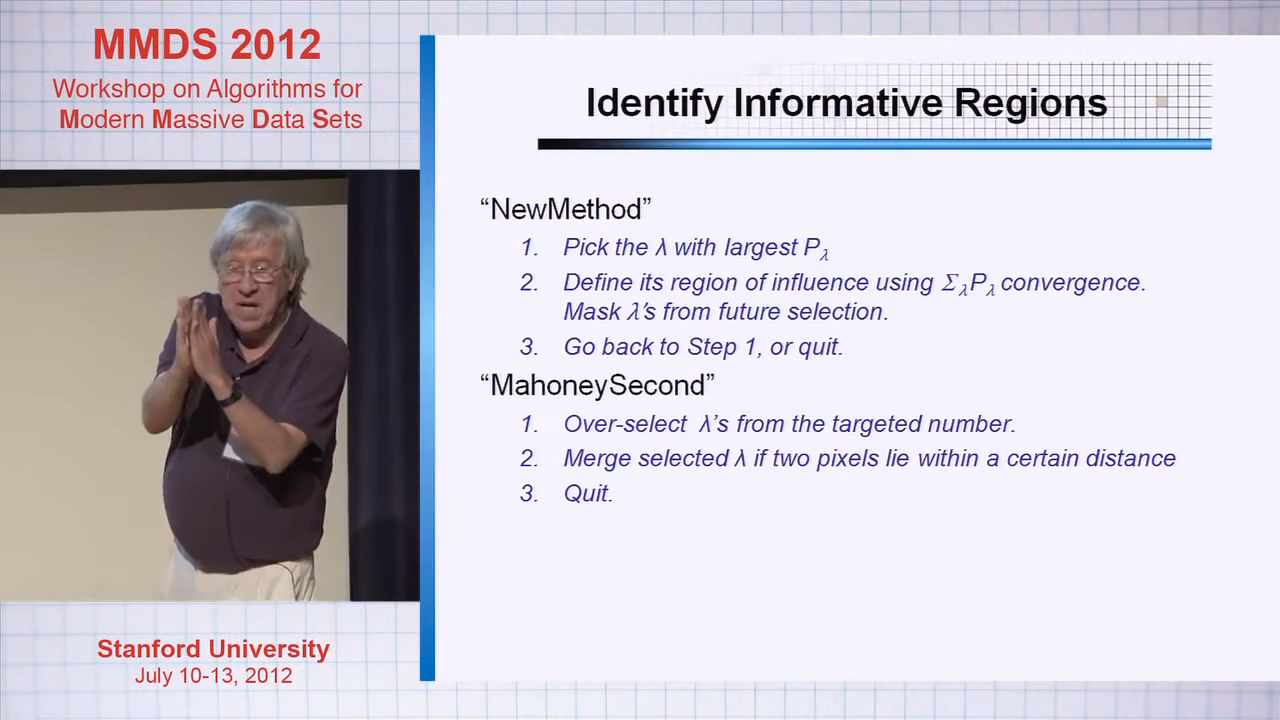 MMDS 2012
Workshop on Algorithms for
Modern Massive Data Sets
Identify Informative Regions
“NewMethod”
1. Pick the λ with largest Pλ
2. Define its region of influence using ΣλPλ convergence.
Mask λ’s from future selection.
3. Go back to Step 1, or quit.
“MahoneySecond”
1. Over-select λ’s from the targeted number.
2. Merge selected λ if two pixels lie within a certain distance
3. Quit.
Stanford University
July 10-13, 2012